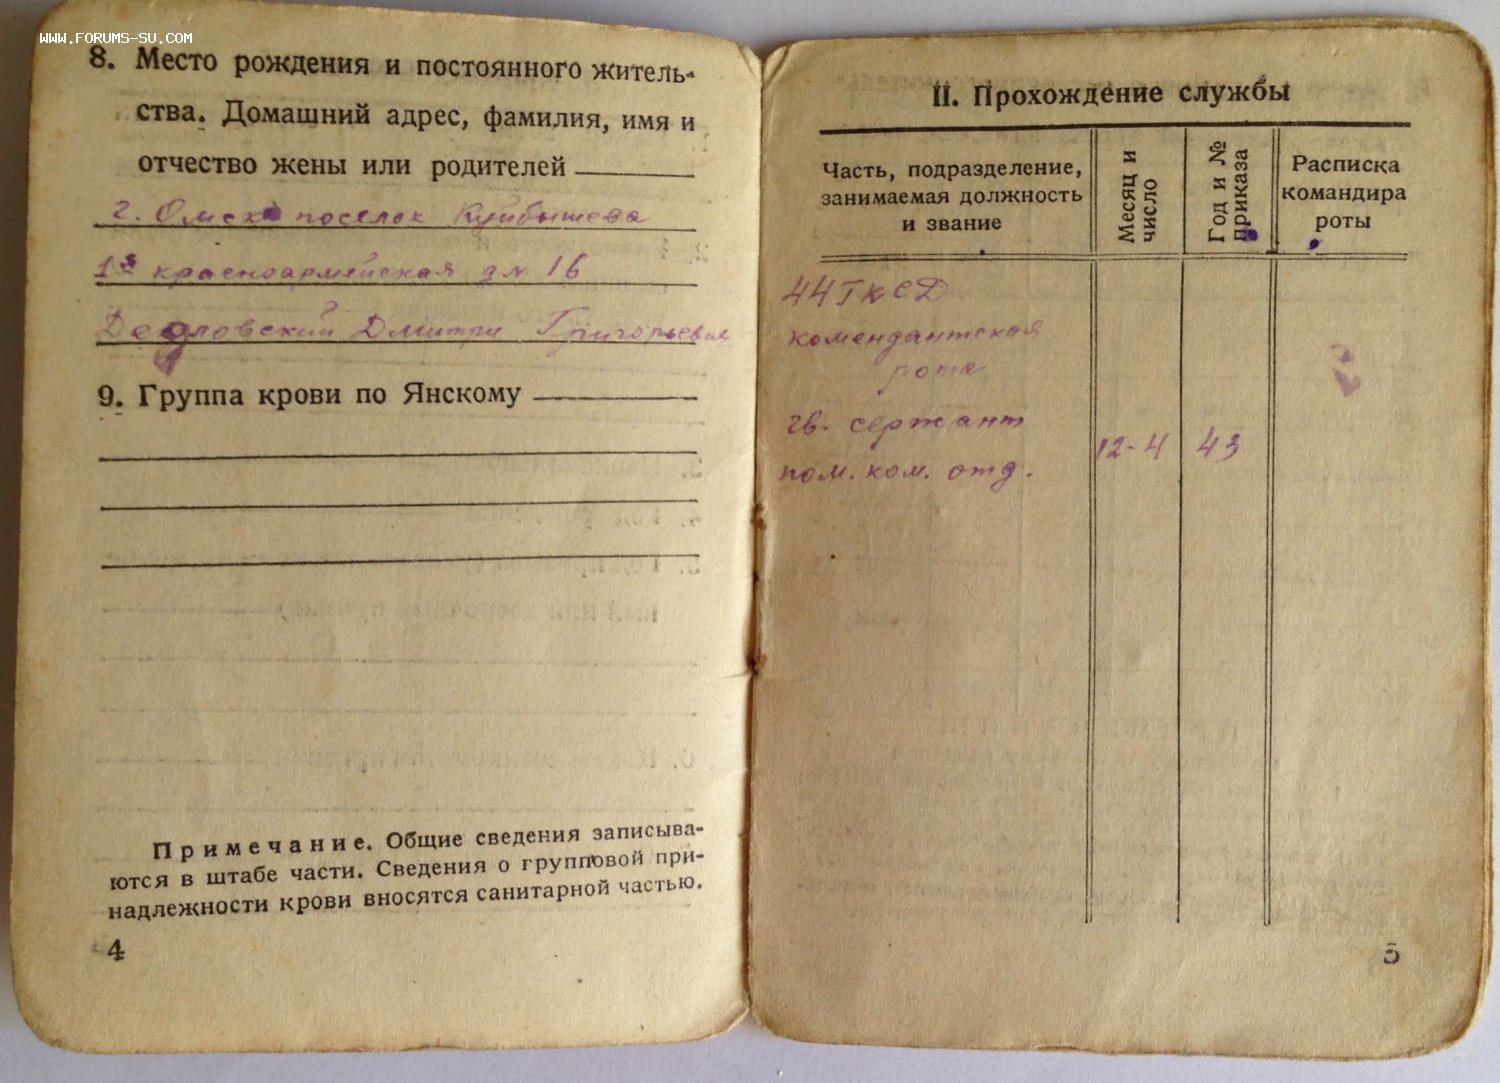 WWW.FORUMS-SU.COM
8. Место рождения и постоянного житель-
ства. Домашний адрес, фамилия, имя и
отчество жены или родителей
г. Омск поселок Куйбышева
1я красноармейская дм 16
Дмитри Григорьевич
9. Группа крови по Янскому
Примечание. Общие сведения записыва-
ются в штабе части. Сведения о групповой при-
надлежности крови вносятся санитарной частью.
4
II. Прохождение службы
Часть, подразделение,
занимаемая должность
и звание
Месяц и
число
Год и №
приказа
Расписка
командира
роты
44 ГКСД
комендантская
рота
гв. сержант
пом. ком. отд.
12-4
43
5